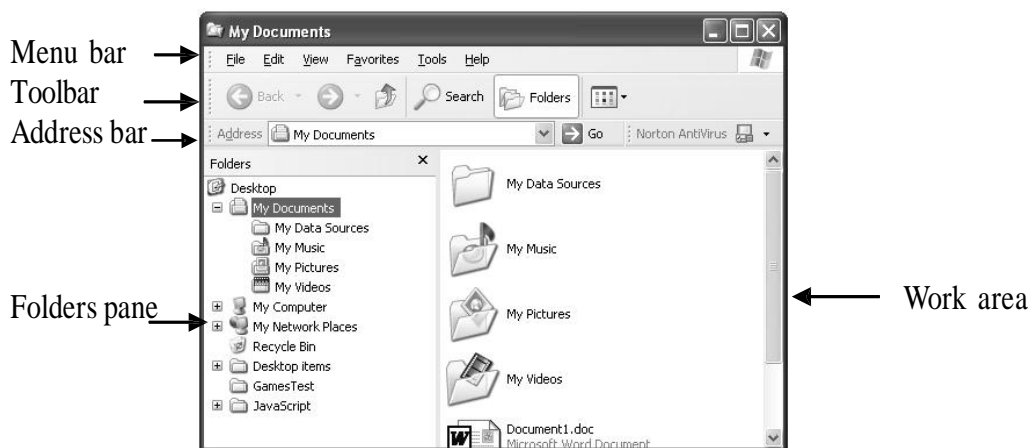 My Documents
Menu bar
File Edit View Favorites Tools Help
Toolbar
Back Search Folders
Address bar
Address My Documents Go Norton AntiVirus
Folders
Desktop
My Documents
My Data Sources
My Music
My Pictures
My Videos
My Computer
My Network Places
Recycle Bin
Desktop items
GamesTest
JavaScript
Folders pane
My Data Sources
My Music
My Pictures
My Videos
Document1.doc
Microsoft Word Document
Work area